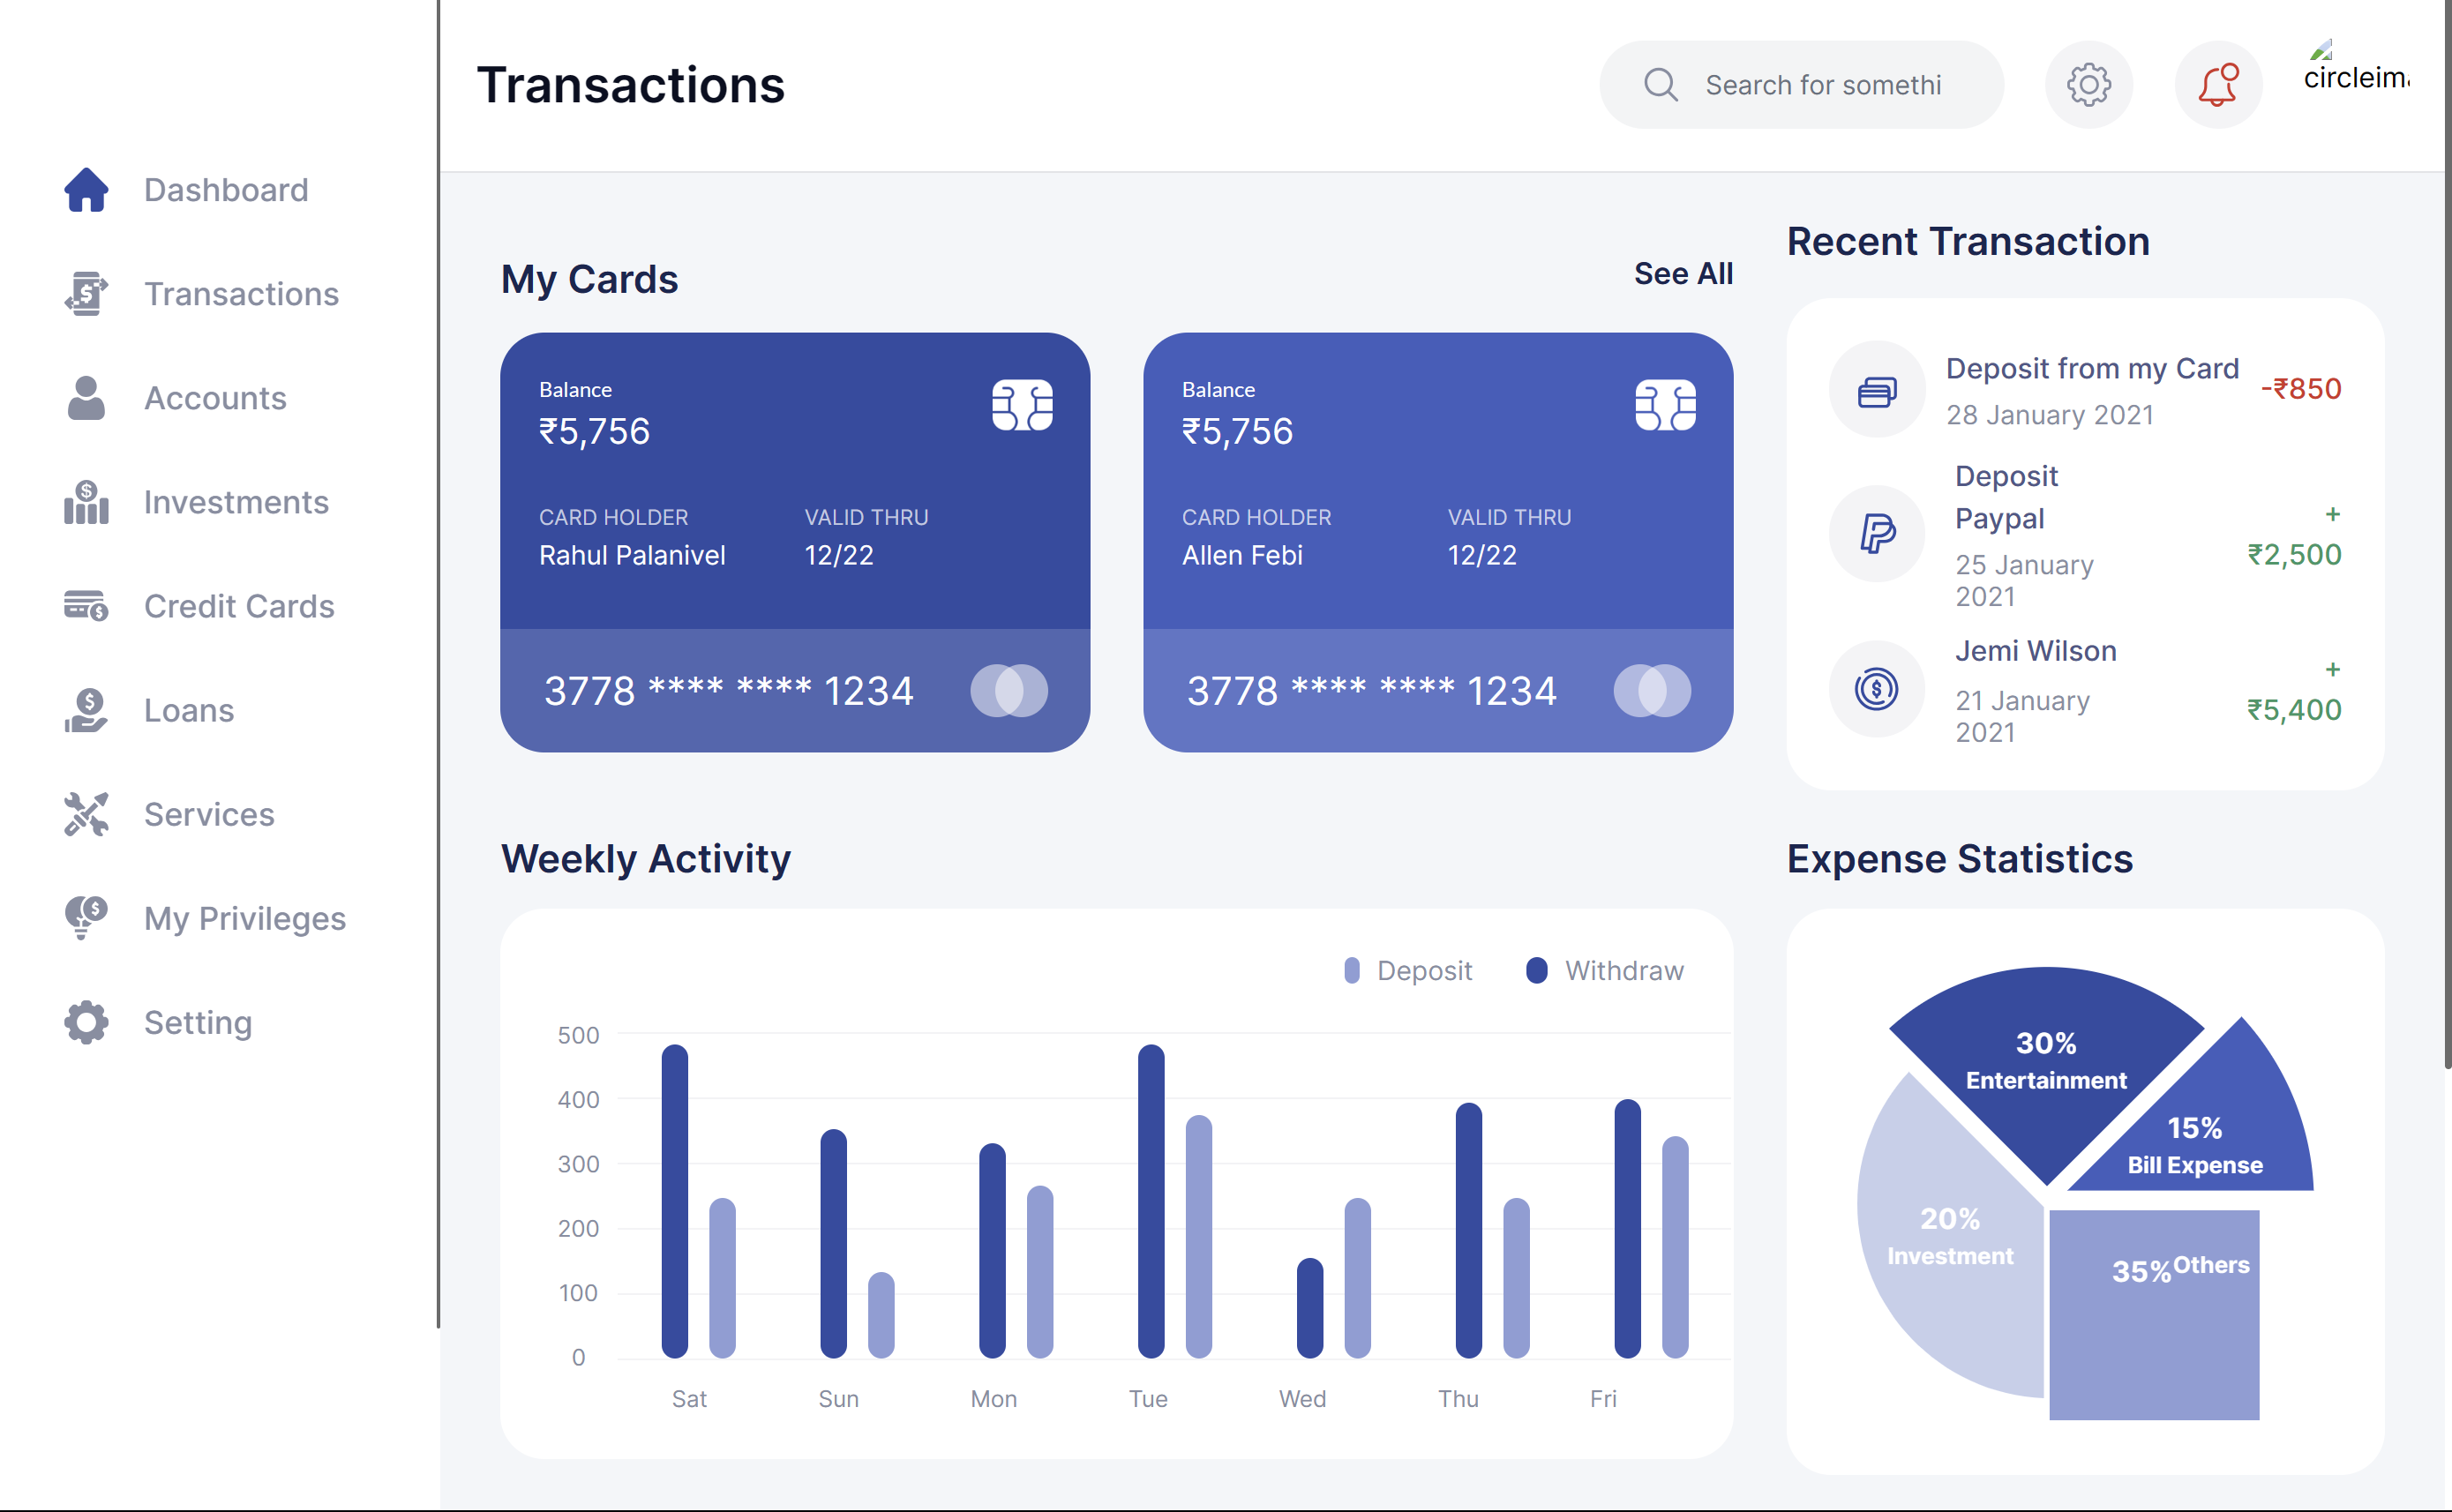 Transactions
Search for somethi
circleim
Dashboard
Transactions
Accounts
Investments
Credit Cards
Loans
Services
My Privileges
Setting
My Cards
See All
Balance
₹5,756
CARD HOLDER
VALID THRU
Rahul Palanivel
12/22
3778 **** **** 1234
Balance
₹5,756
CARD HOLDER
VALID THRU
Allen Febi
12/22
3778 **** **** 1234
Recent Transaction
Deposit from my Card
28 January 2021
-₹850
Deposit
Paypal
25 January
2021
+
₹2,500
Jemi Wilson
21 January
2021
+
₹5,400
Weekly Activity
Deposit
Withdraw
500
400
300
200
100
0
Sat
Sun
Mon
Tue
Wed
Thu
Fri
Expense Statistics
30%
Entertainment
15%
Bill Expense
20%
Investment
35% Others